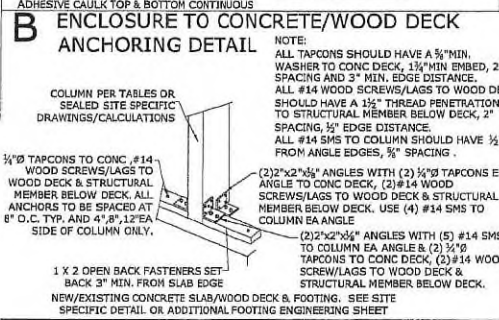 ADHESIVE CAULK TOP & BOTTOM CONTINUOUS
B ENCLOSURE TO CONCRETE/WOOD DECK
ANCHORING DETAIL
NOTE:
ALL TAPCONS SHOULD HAVE A ⅝"MIN.
WASHER TO CONC DECK, 1¾"MIN EMBED, 2
SPACING AND 3" MIN. EDGE DISTANCE.
ALL #14 WOOD SCREWS/LAGS TO WOOD DE
SHOULD HAVE A 1½" THREAD PENETRATION
TO STRUCTURAL MEMBER BELOW DECK, 2"
SPACING, ½" EDGE DISTANCE.
ALL #14 SMS TO COLUMN SHOULD HAVE ½
FROM ANGLE EDGES, ⅝" SPACING .
COLUMN PER TABLES OR
SEALED SITE SPECIFIC
DRAWINGS/CALCULATIONS
¼"Ø TAPCONS TO CONC ,#14
WOOD SCREWS/LAGS TO
WOOD DECK & STRUCTURAL
MEMBER BELOW DECK. ALL
ANCHORS TO BE SPACED AT
8" O.C. TYP. AND 4",8",12"EA
SIDE OF COLUMN ONLY.
(2)2"x2"x⅛" ANGLES WITH (2) ¼"Ø TAPCONS E
ANGLE TO CONC DECK, (2)#14 WOOD
SCREWS/LAGS TO WOOD DECK & STRUCTURAL
MEMBER BELOW DECK. USE (4) #14 SMS TO
COLUMN EA ANGLE
(2)2"x2"x⅛" ANGLES WITH (5) #14 SMS
TO COLUMN EA ANGLE & (2) ¼"Ø
TAPCONS TO CONC DECK, (2)#14 WOO
SCREW/LAGS TO WOOD DECK &
STRUCTURAL MEMBER BELOW DECK.
1 X 2 OPEN BACK FASTENERS SET
BACK 3" MIN. FROM SLAB EDGE
NEW/EXISTING CONCRETE SLAB/WOOD DECK & FOOTING. SEE SITE
SPECIFIC DETAIL OR ADDITIONAL FOOTING ENGINEERING SHEET